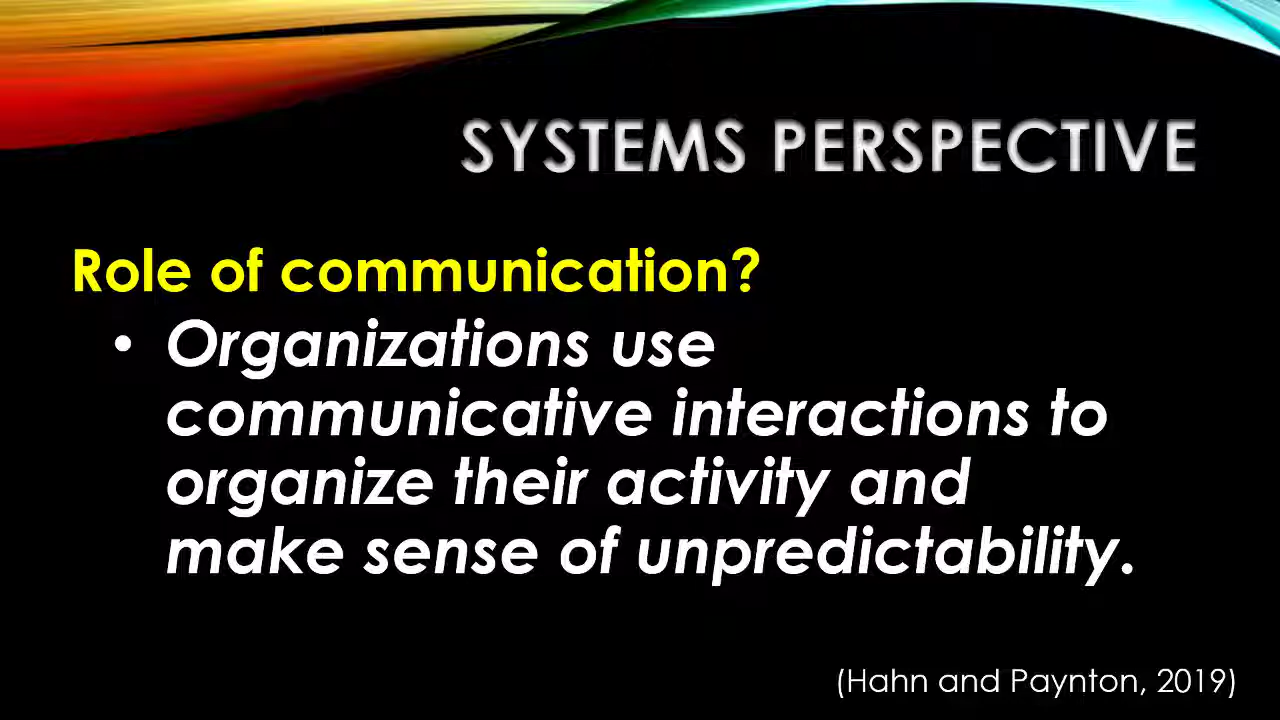 SYSTEMS PERSPECTIVE
Role of communication?
• Organizations use
communicative interactions to
organize their activity and
make sense of unpredictability.
(Hahn and Paynton, 2019)